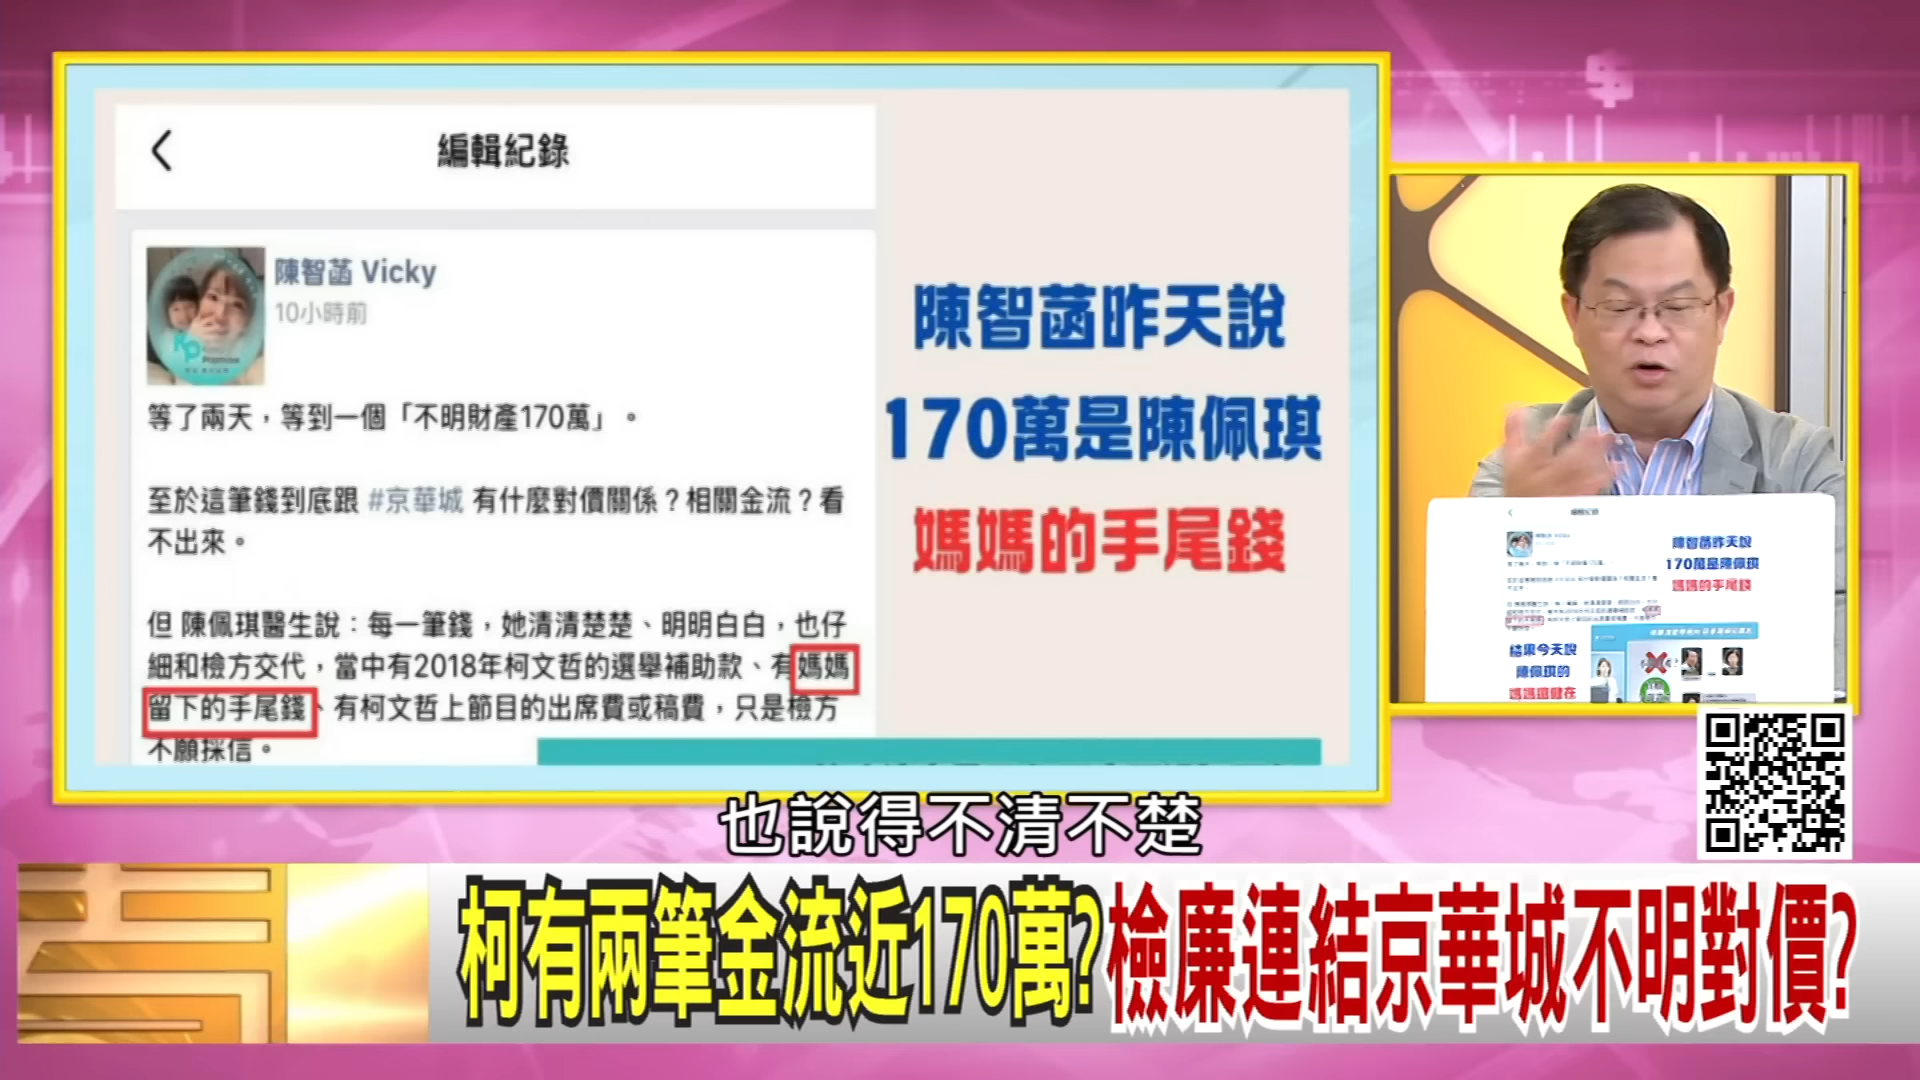 編輯紀錄
陳智菡 Vicky
10小時前
等了兩天，等到一個「不明財產170萬」。
至於這筆錢到底跟 #京華城 有什麼對價關係？相關金流？看
不出來。
但 陳佩琪醫生說：每一筆錢，她清清楚楚、明明白白，也仔
細和檢方交代，當中有2018年柯文哲的選舉補助款、有媽媽
留下的手尾錢、有柯文哲上節目的出席費或稿費，只是檢方
不願採信。
陳智菡昨天說
170萬是陳佩琪
媽媽的手尾錢
編輯紀錄
陳智菡昨天說
170萬是陳佩琪
媽媽的手尾錢
結果今天說
陳佩琪的
媽媽還健在
也說得不清不楚
柯有兩筆金流近170萬?檢廉連結京華城不明對價?